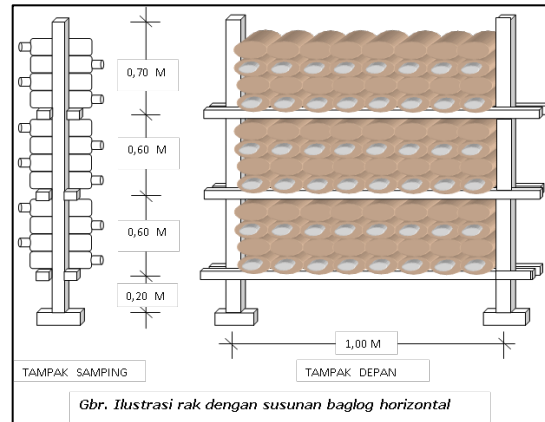 0,70 M
0,60 M
0,60 M
0,20 M
1,00 M
TAMPAK SAMPING
TAMPAK DEPAN
Gbr. Ilustrasi rak dengan susunan baglog horizontal